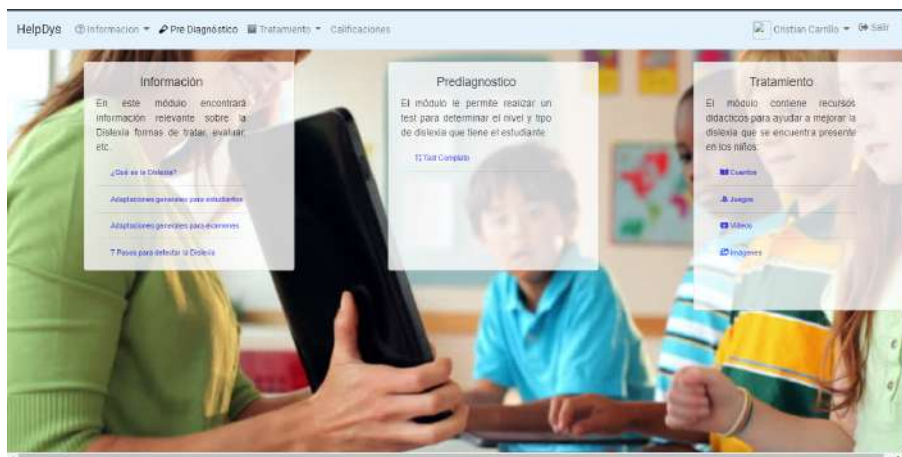 HelpDys Informacion Pre Diagnóstico Tratamiento Calificaciones Cristian Carrillo Salir
Información
En este módulo encontrará
información relevante sobre la
Dislexia formas de tratar, evaluar,
etc.
¿Qué es la Dislexia?
Adaptaciones generales para estudiantes
Adaptaciones generales para exámenes
7 Pasos para detectar la Dislexia
Prediagnostico
El módulo le permite realizar un
test para determinar el nivel y tipo
de dislexia que tiene el estudiante.
Test Completo
Tratamiento
El módulo contiene recursos
didácticos para ayudar a mejorar la
dislexia que se encuentra presente
en los niños.
Cuentos
Juegos
Videos
Imágenes